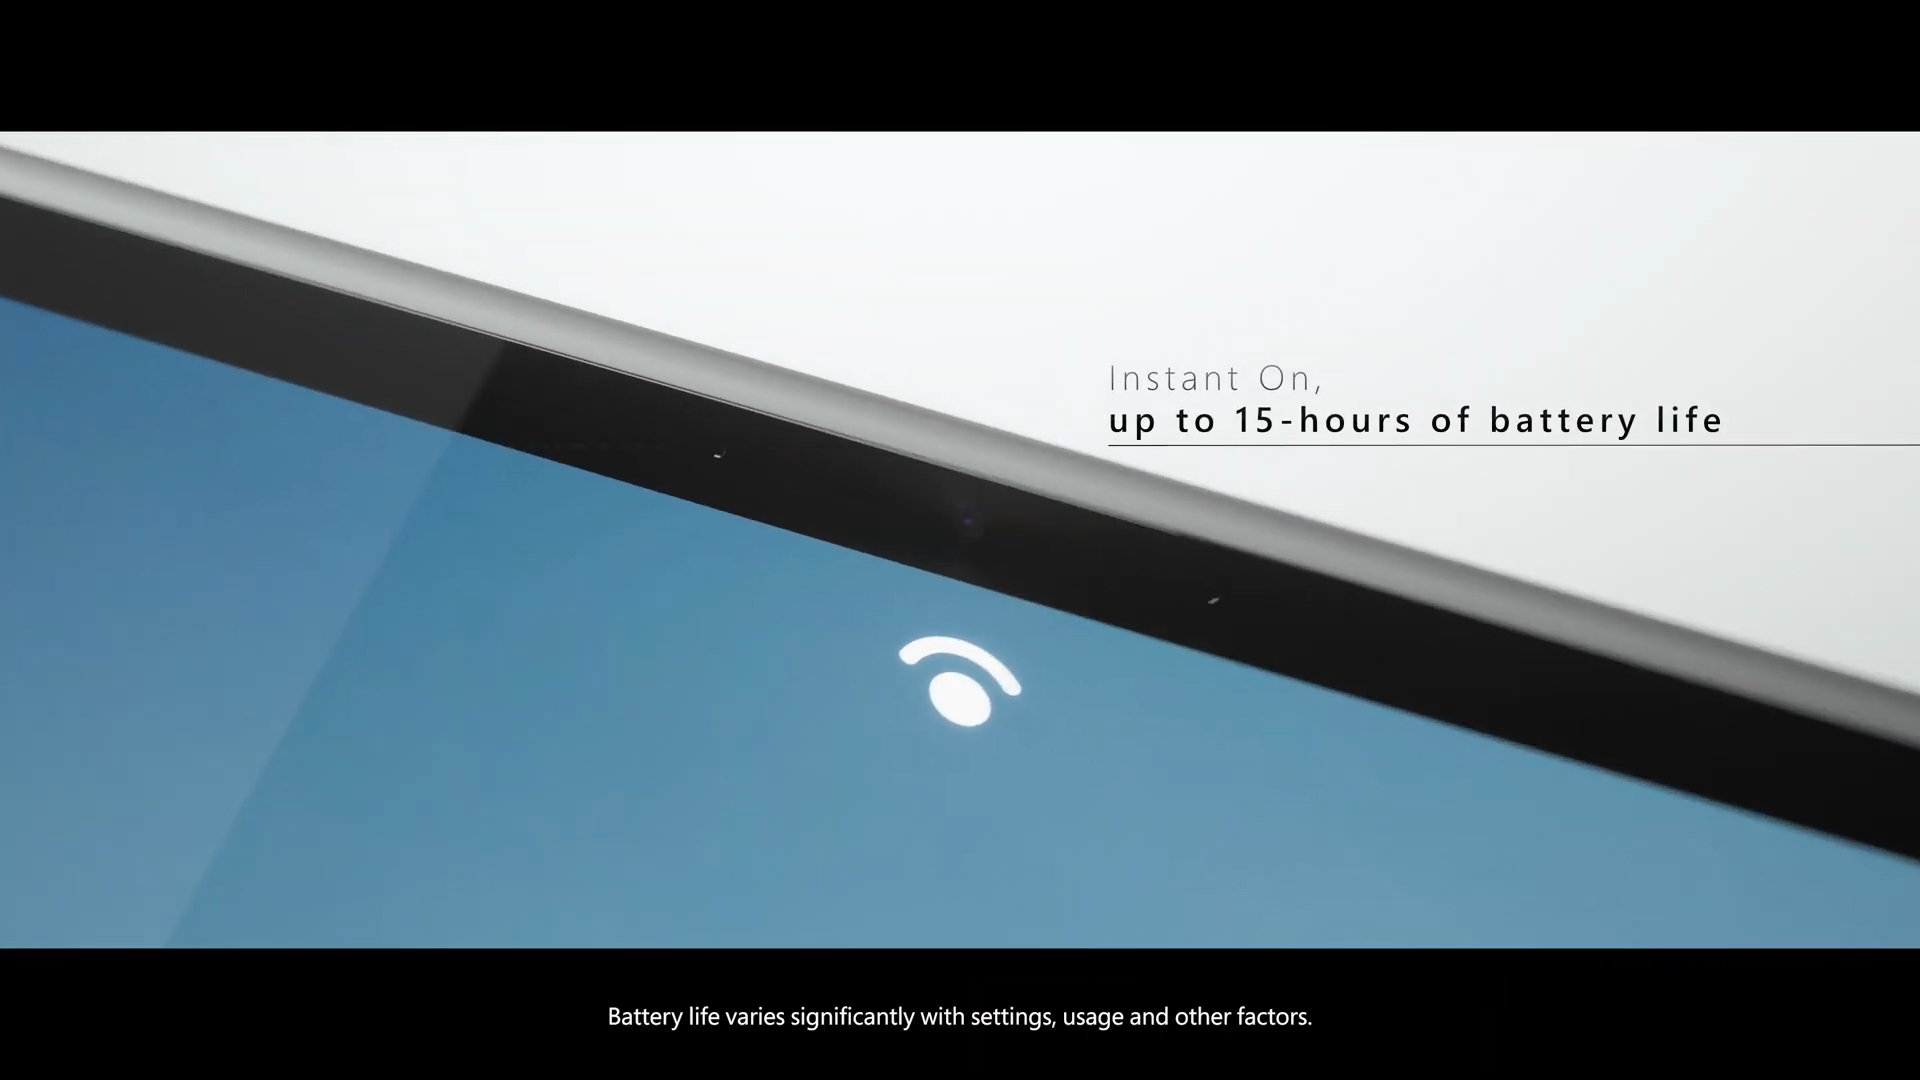 Instant On,
up to 15-hours of battery life
Battery life varies significantly with settings, usage and other factors.